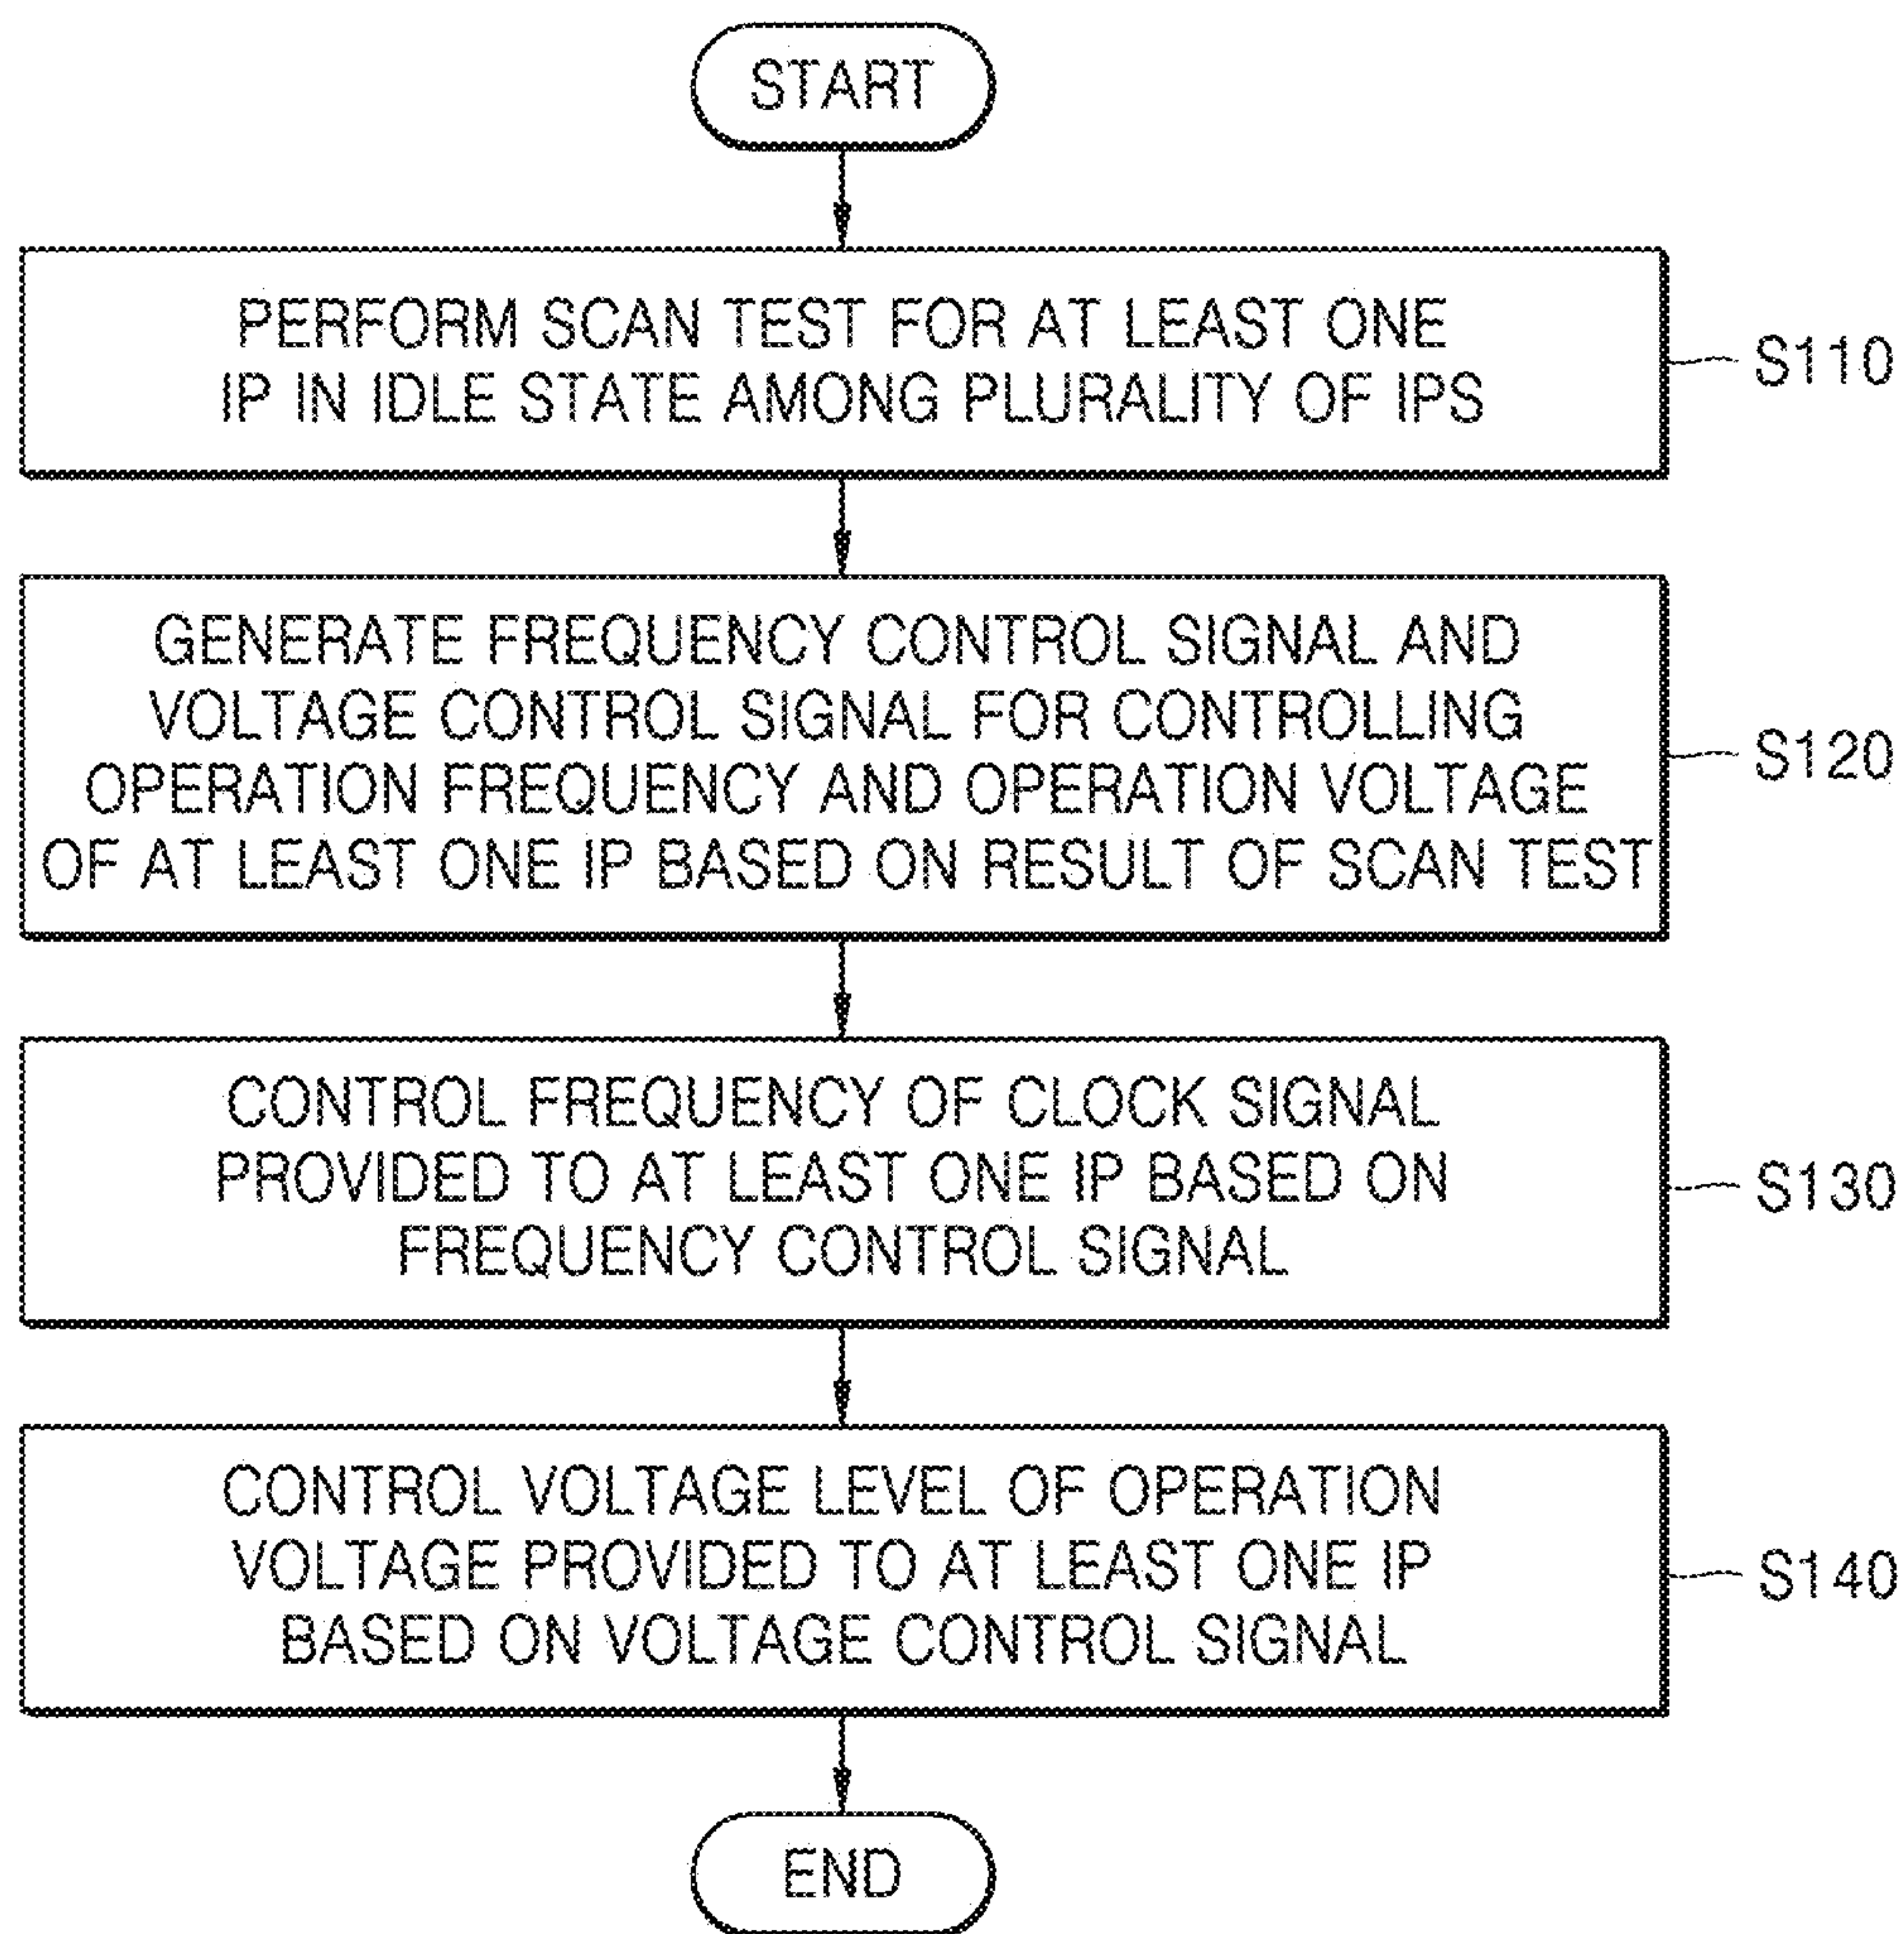 START
PERFORM SCAN TEST FOR AT LEAST ONE
IP IN IDLE STATE AMONG PLURALITY OF IPS
S110
GENERATE FREQUENCY CONTROL SIGNAL AND
VOLTAGE CONTROL SIGNAL FOR CONTROLLING
OPERATION FREQUENCY AND OPERATION VOLTAGE
OF AT LEAST ONE IP BASED ON RESULT OF SCAN TEST
S120
CONTROL FREQUENCY OF CLOCK SIGNAL
PROVIDED TO AT LEAST ONE IP BASED ON
FREQUENCY CONTROL SIGNAL
S130
CONTROL VOLTAGE LEVEL OF OPERATION
VOLTAGE PROVIDED TO AT LEAST ONE IP
BASED ON VOLTAGE CONTROL SIGNAL
S140
END